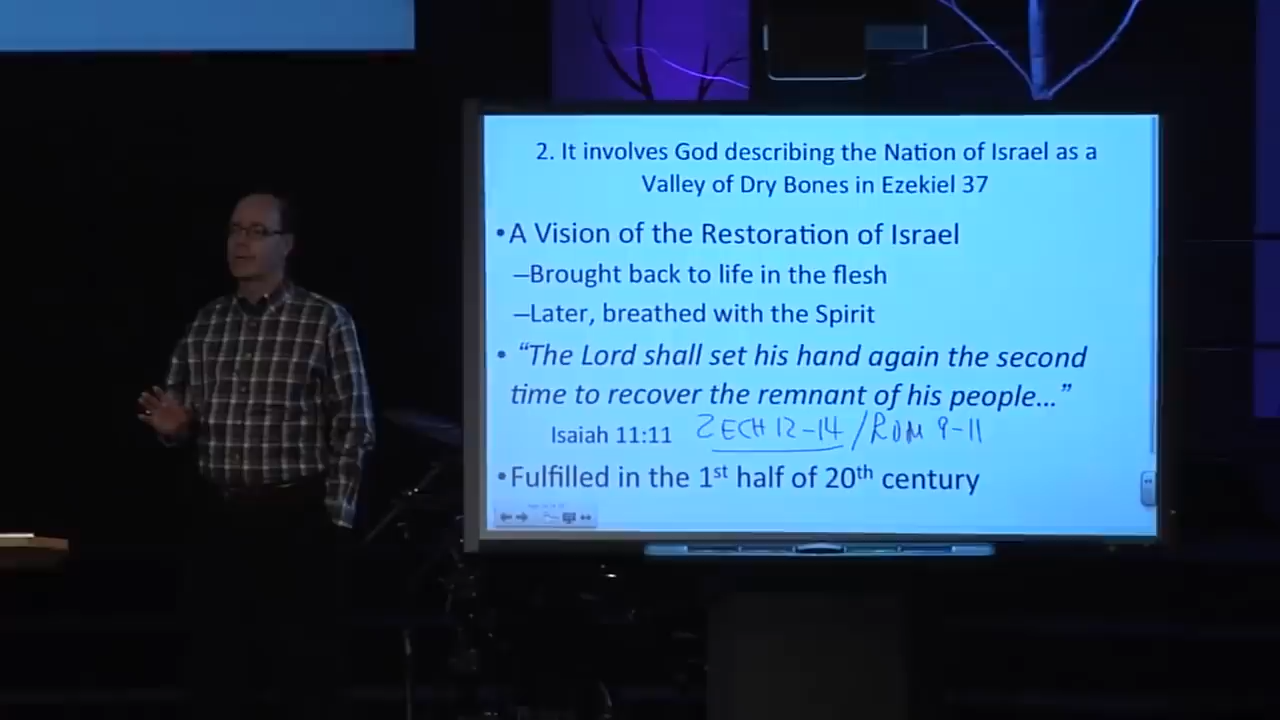 2. It involves God describing the Nation of Israel as a
Valley of Dry Bones in Ezekiel 37
•A Vision of the Restoration of Israel
–Brought back to life in the flesh
–Later, breathed with the Spirit
• “The Lord shall set his hand again the second
time to recover the remnant of his people…”
Isaiah 11:11 ZECH 12-14 / ROM 9-11
•Fulfilled in the 1st half of 20th century